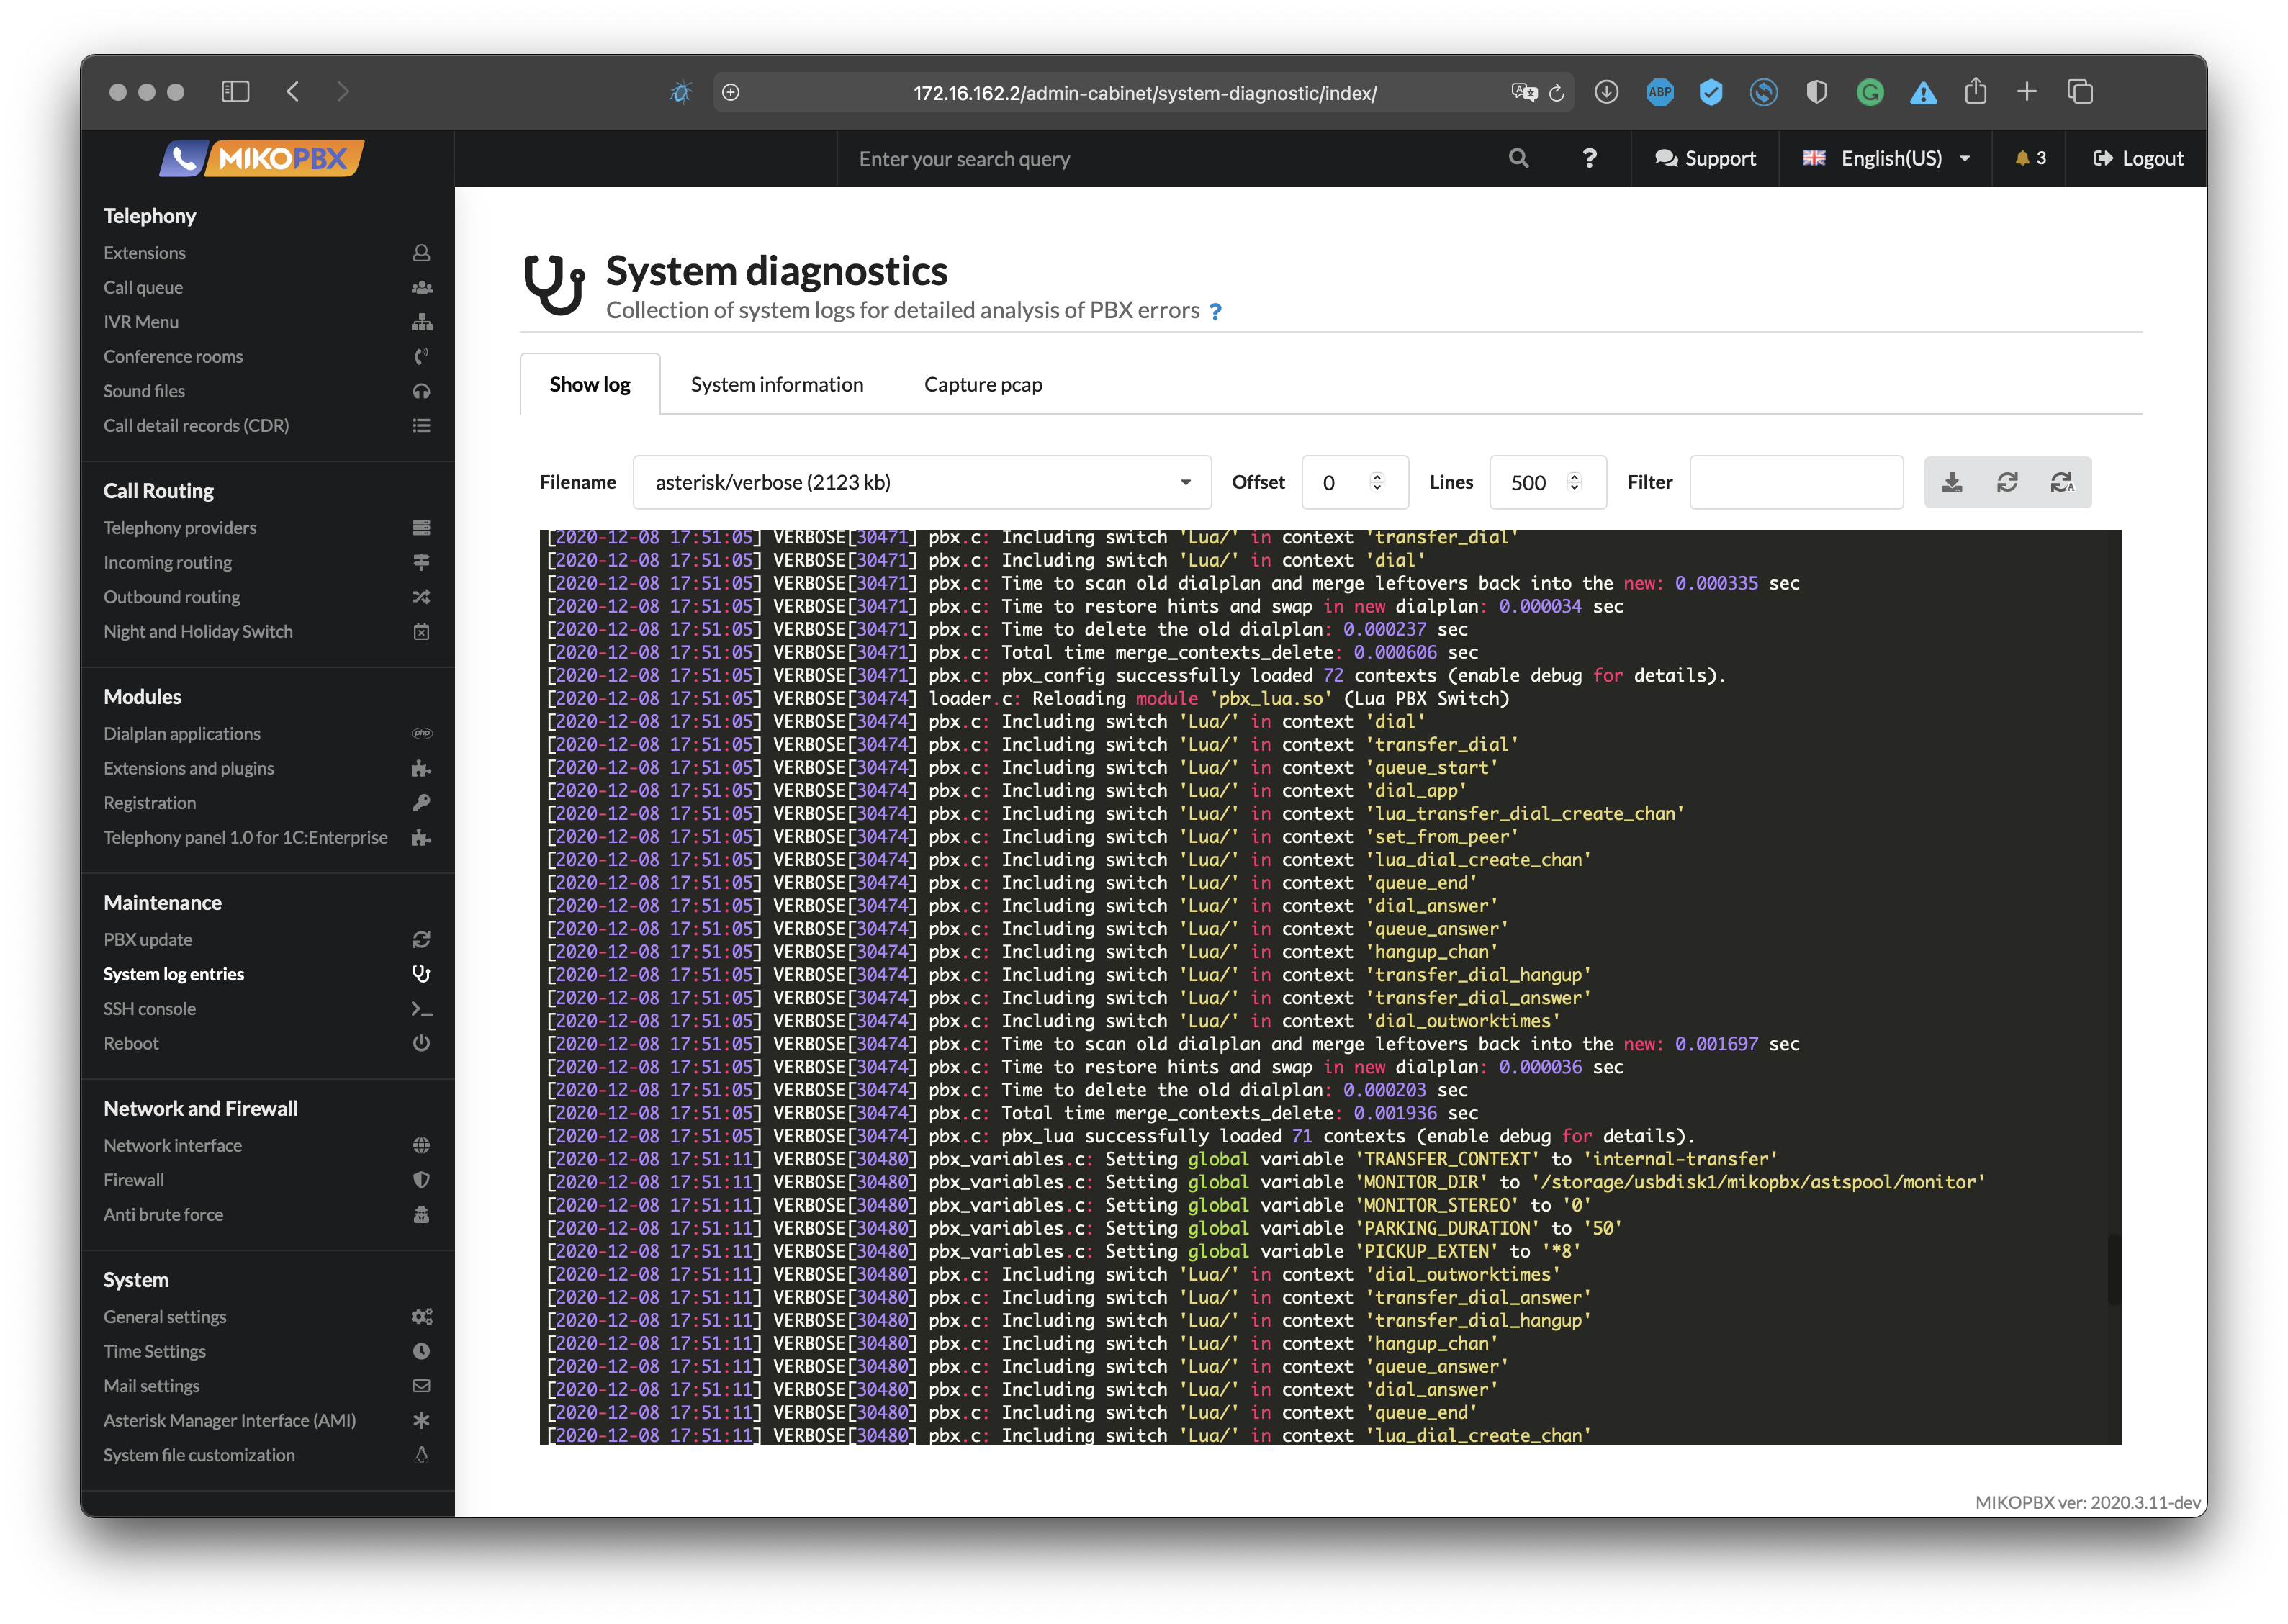 172.16.162.2/admin-cabinet/system-diagnostic/index/
ABP
MIKOPBX
Enter your search query
?
Support
English(US)
3
Logout
Telephony
Extensions
Call queue
IVR Menu
Conference rooms
Sound files
Call detail records (CDR)
Call Routing
Telephony providers
Incoming routing
Outbound routing
Night and Holiday Switch
Modules
Dialplan applications
php
Extensions and plugins
Registration
Telephony panel 1.0 for 1C:Enterprise
Maintenance
PBX update
System log entries
SSH console
Reboot
Network and Firewall
Network interface
Firewall
Anti brute force
System
General settings
Time Settings
Mail settings
Asterisk Manager Interface (AMI)
System file customization
System diagnostics
Collection of system logs for detailed analysis of PBX errors ?
Show log
System information
Capture pcap
Filename
asterisk/verbose (2123 kb)
Offset
0
Lines
500
Filter
[2020-12-08 17:51:05] VERBOSE[30471] pbx.c: Including switch 'Lua/' in context 'transfer_dial'
[2020-12-08 17:51:05] VERBOSE[30471] pbx.c: Including switch 'Lua/' in context 'dial'
[2020-12-08 17:51:05] VERBOSE[30471] pbx.c: Time to scan old dialplan and merge leftovers back into the new: 0.000335 sec
[2020-12-08 17:51:05] VERBOSE[30471] pbx.c: Time to restore hints and swap in new dialplan: 0.000034 sec
[2020-12-08 17:51:05] VERBOSE[30471] pbx.c: Time to delete the old dialplan: 0.000237 sec
[2020-12-08 17:51:05] VERBOSE[30471] pbx.c: Total time merge_contexts_delete: 0.000606 sec
[2020-12-08 17:51:05] VERBOSE[30471] pbx.c: pbx_config successfully loaded 72 contexts (enable debug for details).
[2020-12-08 17:51:05] VERBOSE[30474] loader.c: Reloading module 'pbx_lua.so' (Lua PBX Switch)
[2020-12-08 17:51:05] VERBOSE[30474] pbx.c: Including switch 'Lua/' in context 'dial'
[2020-12-08 17:51:05] VERBOSE[30474] pbx.c: Including switch 'Lua/' in context 'transfer_dial'
[2020-12-08 17:51:05] VERBOSE[30474] pbx.c: Including switch 'Lua/' in context 'queue_start'
[2020-12-08 17:51:05] VERBOSE[30474] pbx.c: Including switch 'Lua/' in context 'dial_app'
[2020-12-08 17:51:05] VERBOSE[30474] pbx.c: Including switch 'Lua/' in context 'lua_transfer_dial_create_chan'
[2020-12-08 17:51:05] VERBOSE[30474] pbx.c: Including switch 'Lua/' in context 'set_from_peer'
[2020-12-08 17:51:05] VERBOSE[30474] pbx.c: Including switch 'Lua/' in context 'lua_dial_create_chan'
[2020-12-08 17:51:05] VERBOSE[30474] pbx.c: Including switch 'Lua/' in context 'queue_end'
[2020-12-08 17:51:05] VERBOSE[30474] pbx.c: Including switch 'Lua/' in context 'dial_answer'
[2020-12-08 17:51:05] VERBOSE[30474] pbx.c: Including switch 'Lua/' in context 'queue_answer'
[2020-12-08 17:51:05] VERBOSE[30474] pbx.c: Including switch 'Lua/' in context 'hangup_chan'
[2020-12-08 17:51:05] VERBOSE[30474] pbx.c: Including switch 'Lua/' in context 'transfer_dial_hangup'
[2020-12-08 17:51:05] VERBOSE[30474] pbx.c: Including switch 'Lua/' in context 'transfer_dial_answer'
[2020-12-08 17:51:05] VERBOSE[30474] pbx.c: Including switch 'Lua/' in context 'dial_outworktimes'
[2020-12-08 17:51:05] VERBOSE[30474] pbx.c: Time to scan old dialplan and merge leftovers back into the new: 0.001697 sec
[2020-12-08 17:51:05] VERBOSE[30474] pbx.c: Time to restore hints and swap in new dialplan: 0.000036 sec
[2020-12-08 17:51:05] VERBOSE[30474] pbx.c: Time to delete the old dialplan: 0.000203 sec
[2020-12-08 17:51:05] VERBOSE[30474] pbx.c: Total time merge_contexts_delete: 0.001936 sec
[2020-12-08 17:51:05] VERBOSE[30474] pbx.c: pbx_lua successfully loaded 71 contexts (enable debug for details).
[2020-12-08 17:51:11] VERBOSE[30480] pbx_variables.c: Setting global variable 'TRANSFER_CONTEXT' to 'internal-transfer'
[2020-12-08 17:51:11] VERBOSE[30480] pbx_variables.c: Setting global variable 'MONITOR_DIR' to '/storage/usbdisk1/mikopbx/astspool/monitor'
[2020-12-08 17:51:11] VERBOSE[30480] pbx_variables.c: Setting global variable 'MONITOR_STEREO' to '0'
[2020-12-08 17:51:11] VERBOSE[30480] pbx_variables.c: Setting global variable 'PARKING_DURATION' to '50'
[2020-12-08 17:51:11] VERBOSE[30480] pbx_variables.c: Setting global variable 'PICKUP_EXTEN' to '*8'
[2020-12-08 17:51:11] VERBOSE[30480] pbx.c: Including switch 'Lua/' in context 'dial_outworktimes'
[2020-12-08 17:51:11] VERBOSE[30480] pbx.c: Including switch 'Lua/' in context 'transfer_dial_answer'
[2020-12-08 17:51:11] VERBOSE[30480] pbx.c: Including switch 'Lua/' in context 'transfer_dial_hangup'
[2020-12-08 17:51:11] VERBOSE[30480] pbx.c: Including switch 'Lua/' in context 'hangup_chan'
[2020-12-08 17:51:11] VERBOSE[30480] pbx.c: Including switch 'Lua/' in context 'queue_answer'
[2020-12-08 17:51:11] VERBOSE[30480] pbx.c: Including switch 'Lua/' in context 'dial_answer'
[2020-12-08 17:51:11] VERBOSE[30480] pbx.c: Including switch 'Lua/' in context 'queue_end'
[2020-12-08 17:51:11] VERBOSE[30480] pbx.c: Including switch 'Lua/' in context 'lua_dial_create_chan'
MIKOPBX ver: 2020.3.11-dev